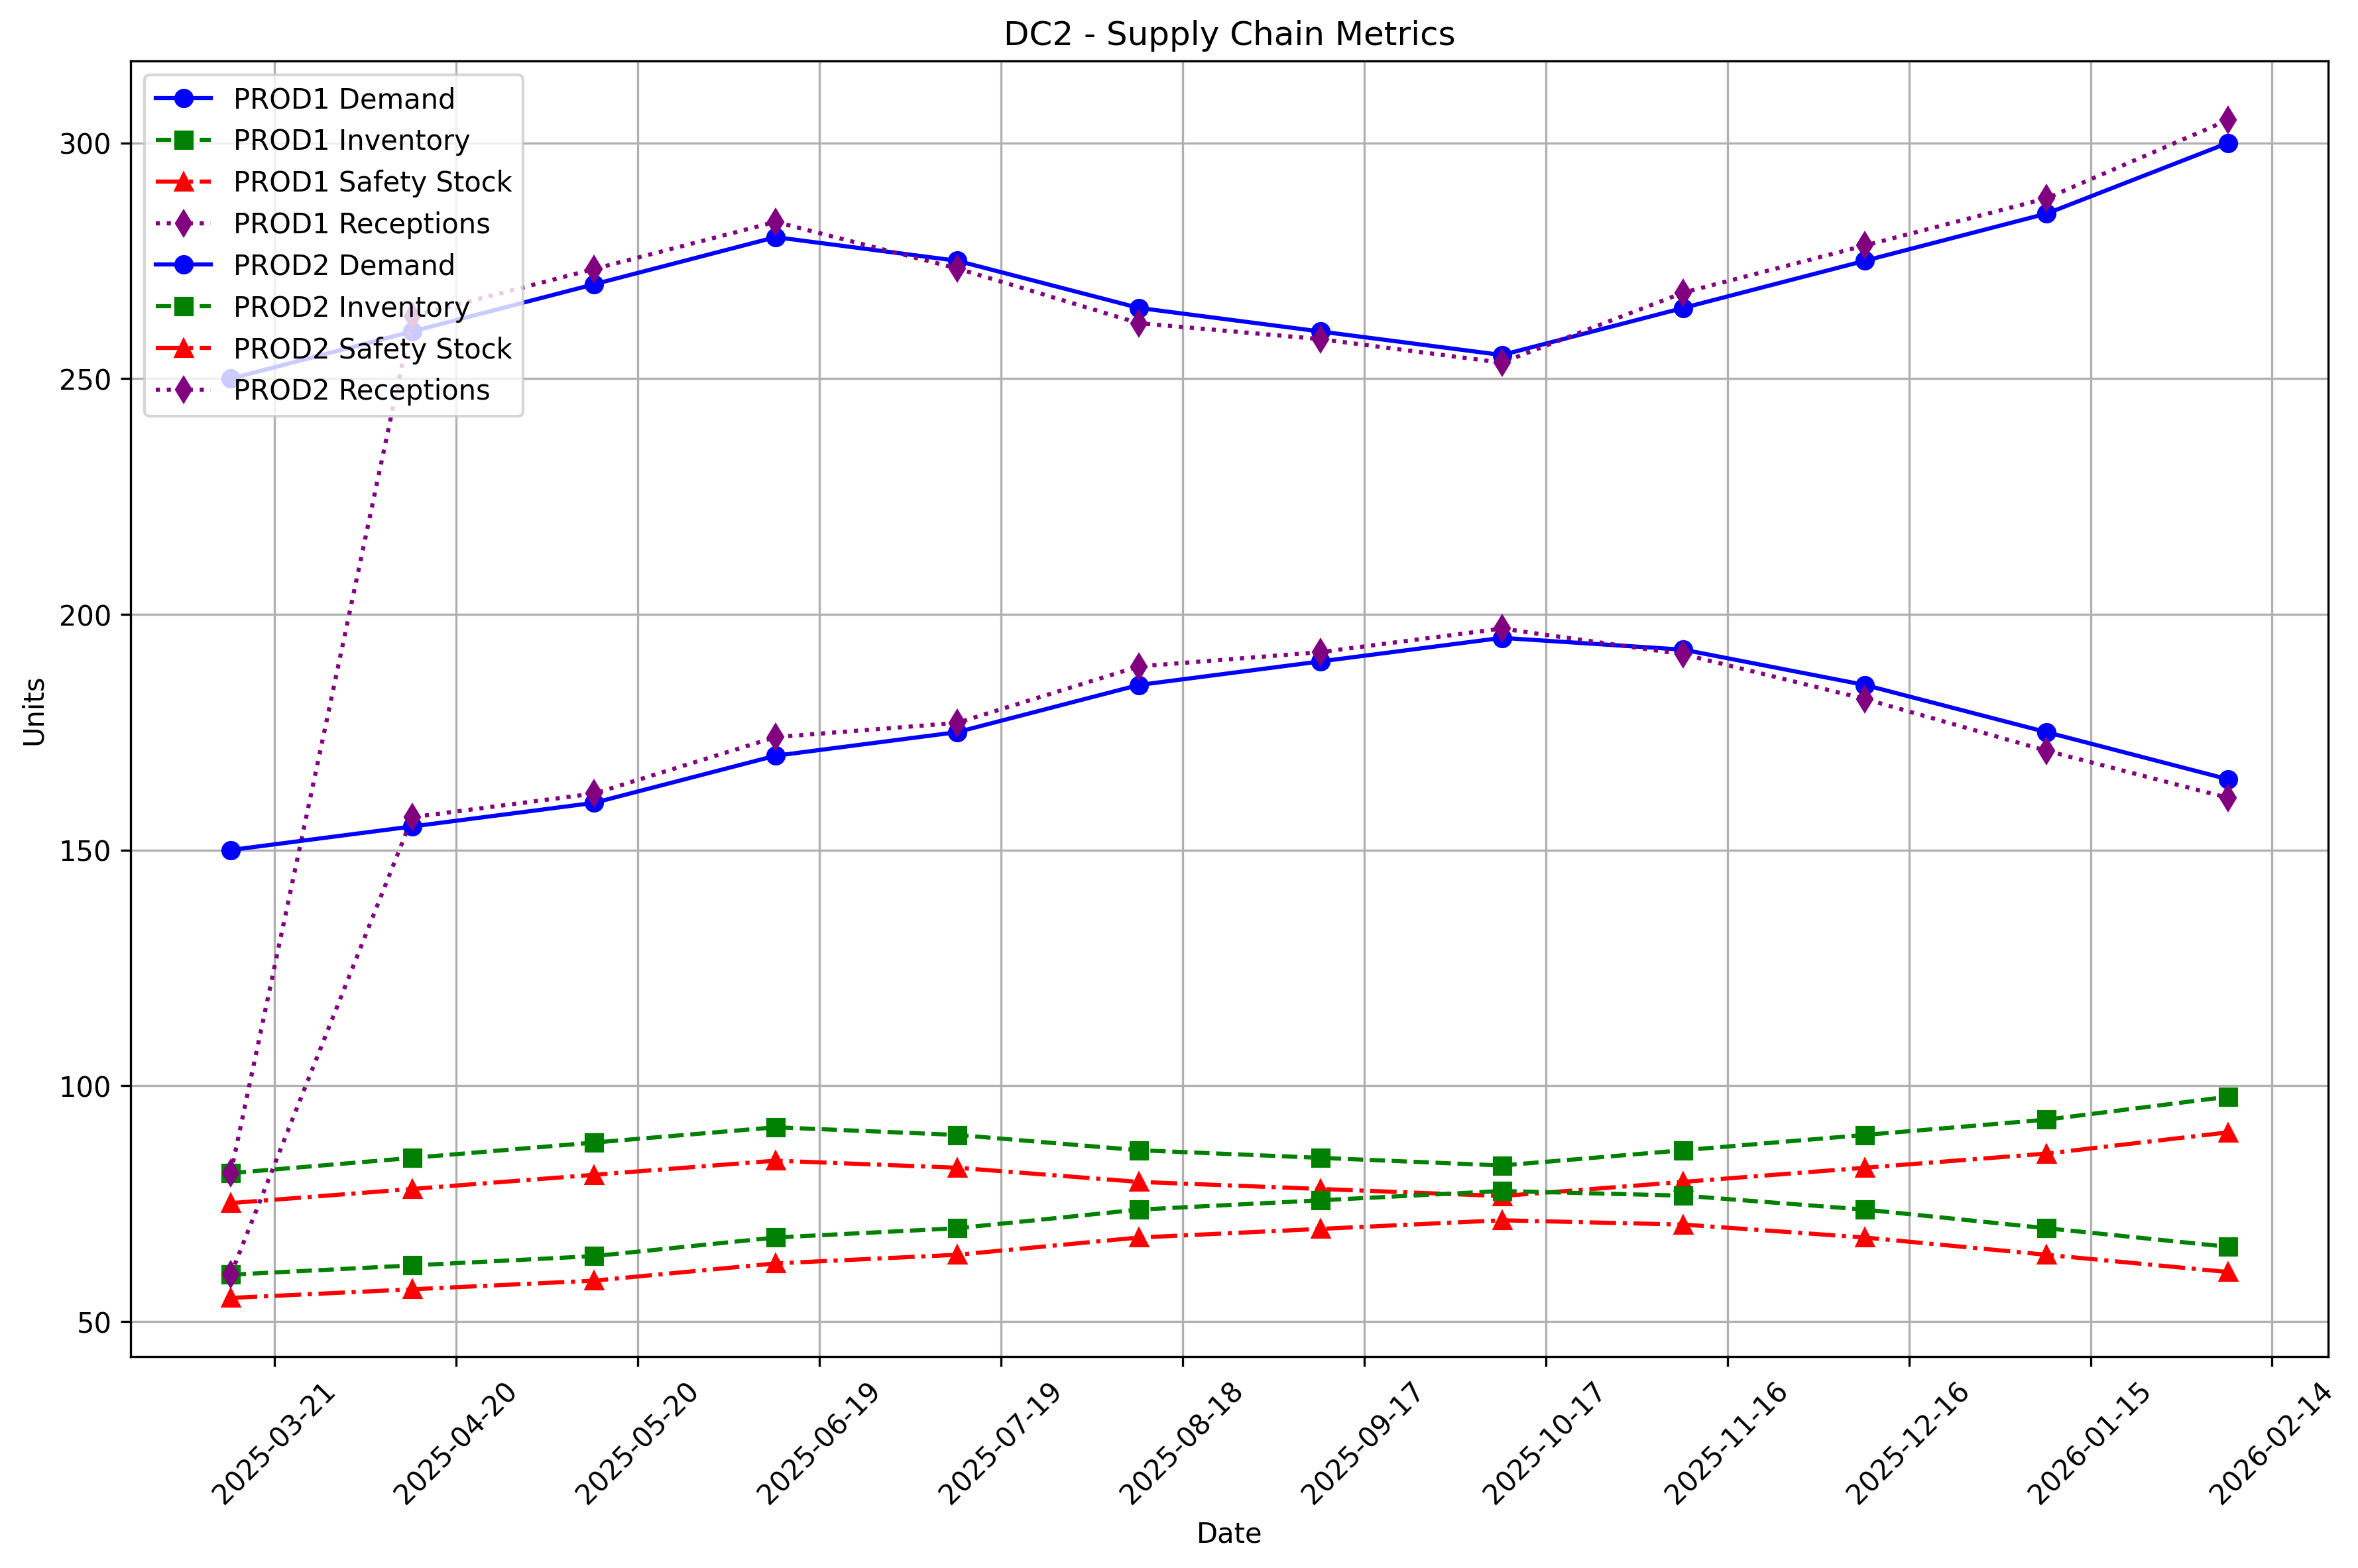 DC2 - Supply Chain Metrics
PROD1 Demand
PROD1 Inventory
PROD1 Safety Stock
PROD1 Receptions
PROD2 Demand
PROD2 Inventory
PROD2 Safety Stock
PROD2 Receptions
300
250
200
150
100
50
Units
2025-03-21
2025-04-20
2025-05-20
2025-06-19
2025-07-19
2025-08-18
2025-09-17
2025-10-17
2025-11-16
2025-12-16
2026-01-15
2026-02-14
Date